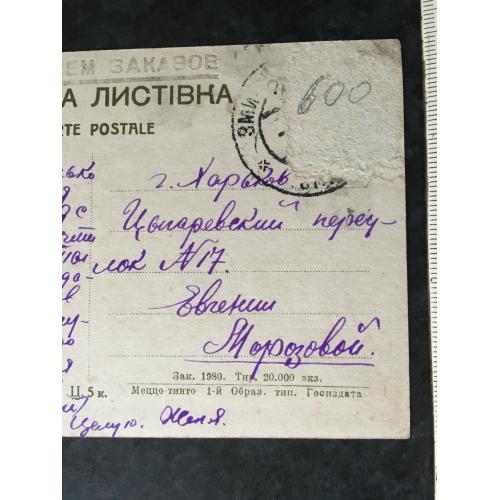 ЕМ ЗАКАЗОВ
А ЛИСТІВКА
RTE POSTALE
600
ЗМИ
г. Харьков
Цыгаревский переу-
лок №17.
Евгении
Морозовой.
Зак. 1980. Тир. 20.000 экз.
Ц. 5 к. Меццо-тинто 1-й Образ. тип. Госиздата
Целую. Женя.